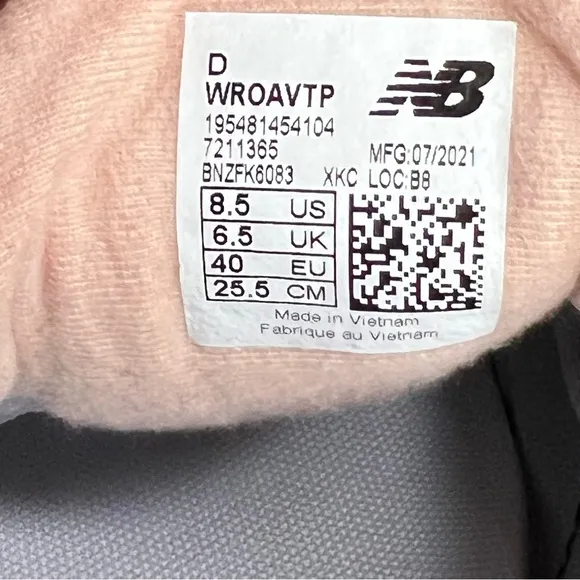 D
NB
WROAVTP
195481454104
7211365 MFG:07/2021
BNZFK6083 XKC LOC:B8
8.5 US
6.5 UK
40 EU
25.5 CM
Made in Vietnam
Fabrique au Vietnam